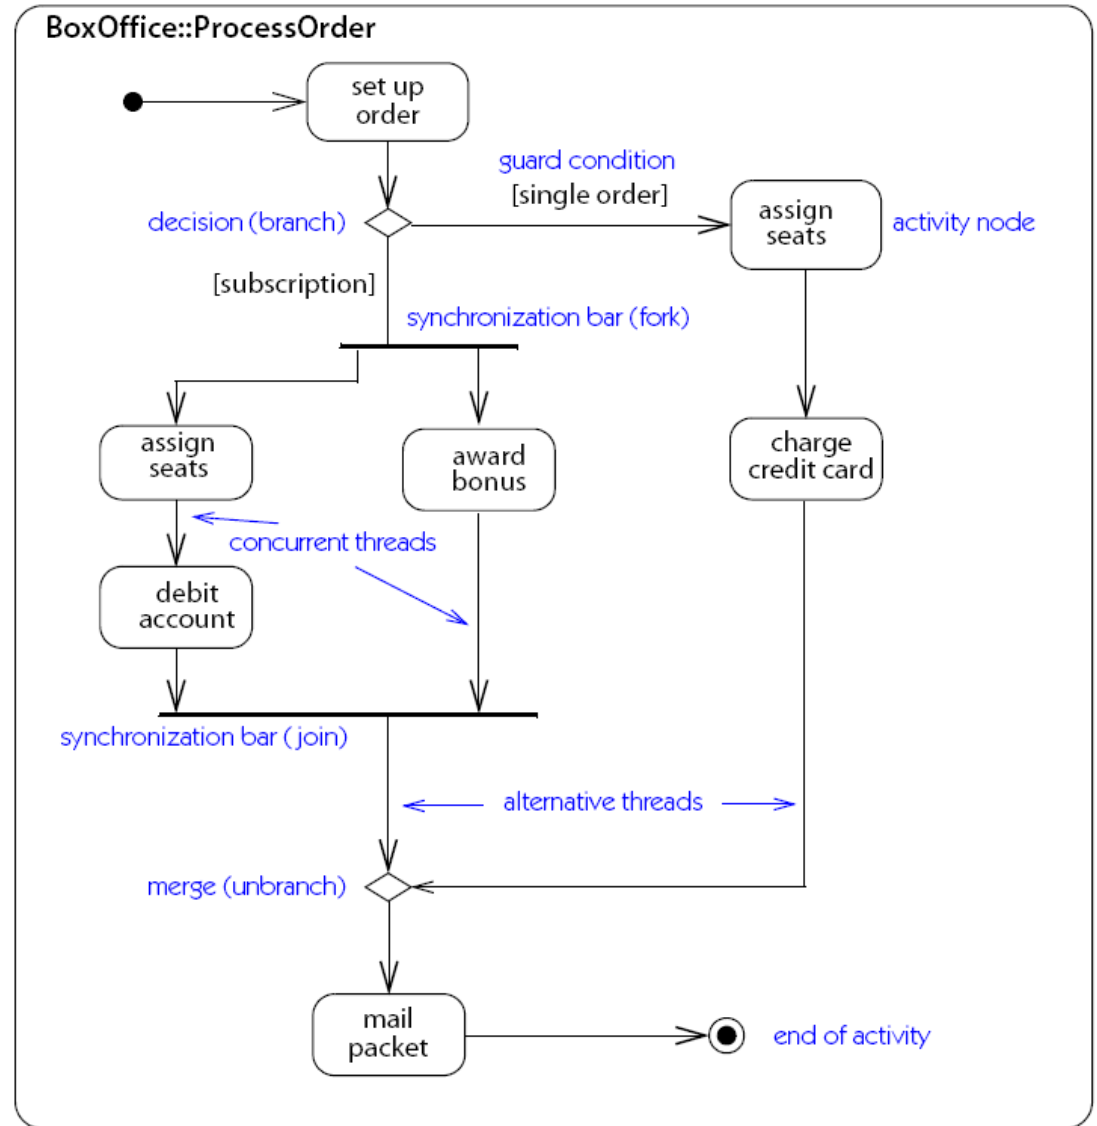 BoxOffice::ProcessOrder
set up
order
guard condition
[single order]
decision (branch)
assign
seats
activity node
[subscription]
synchronization bar (fork)
assign
seats
award
bonus
charge
credit card
concurrent threads
debit
account
synchronization bar (join)
alternative threads
merge (unbranch)
mail
packet
end of activity